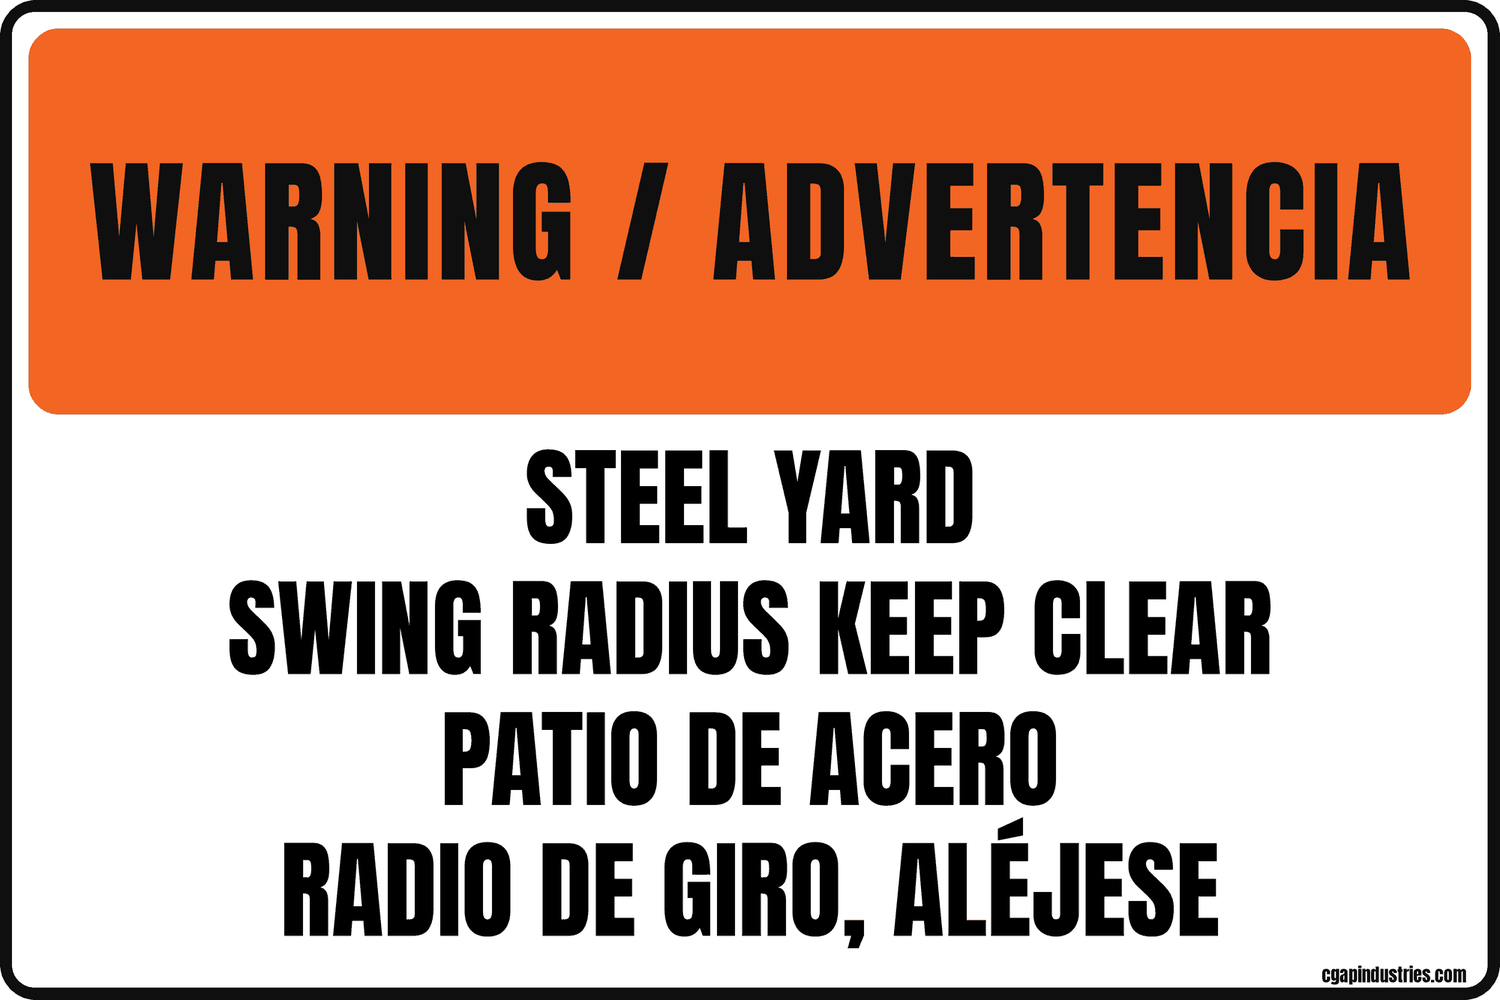 WARNING / ADVERTENCIA
STEEL YARD
SWING RADIUS KEEP CLEAR
PATIO DE ACERO
RADIO DE GIRO, ALÉJESE
cgapindustries.com